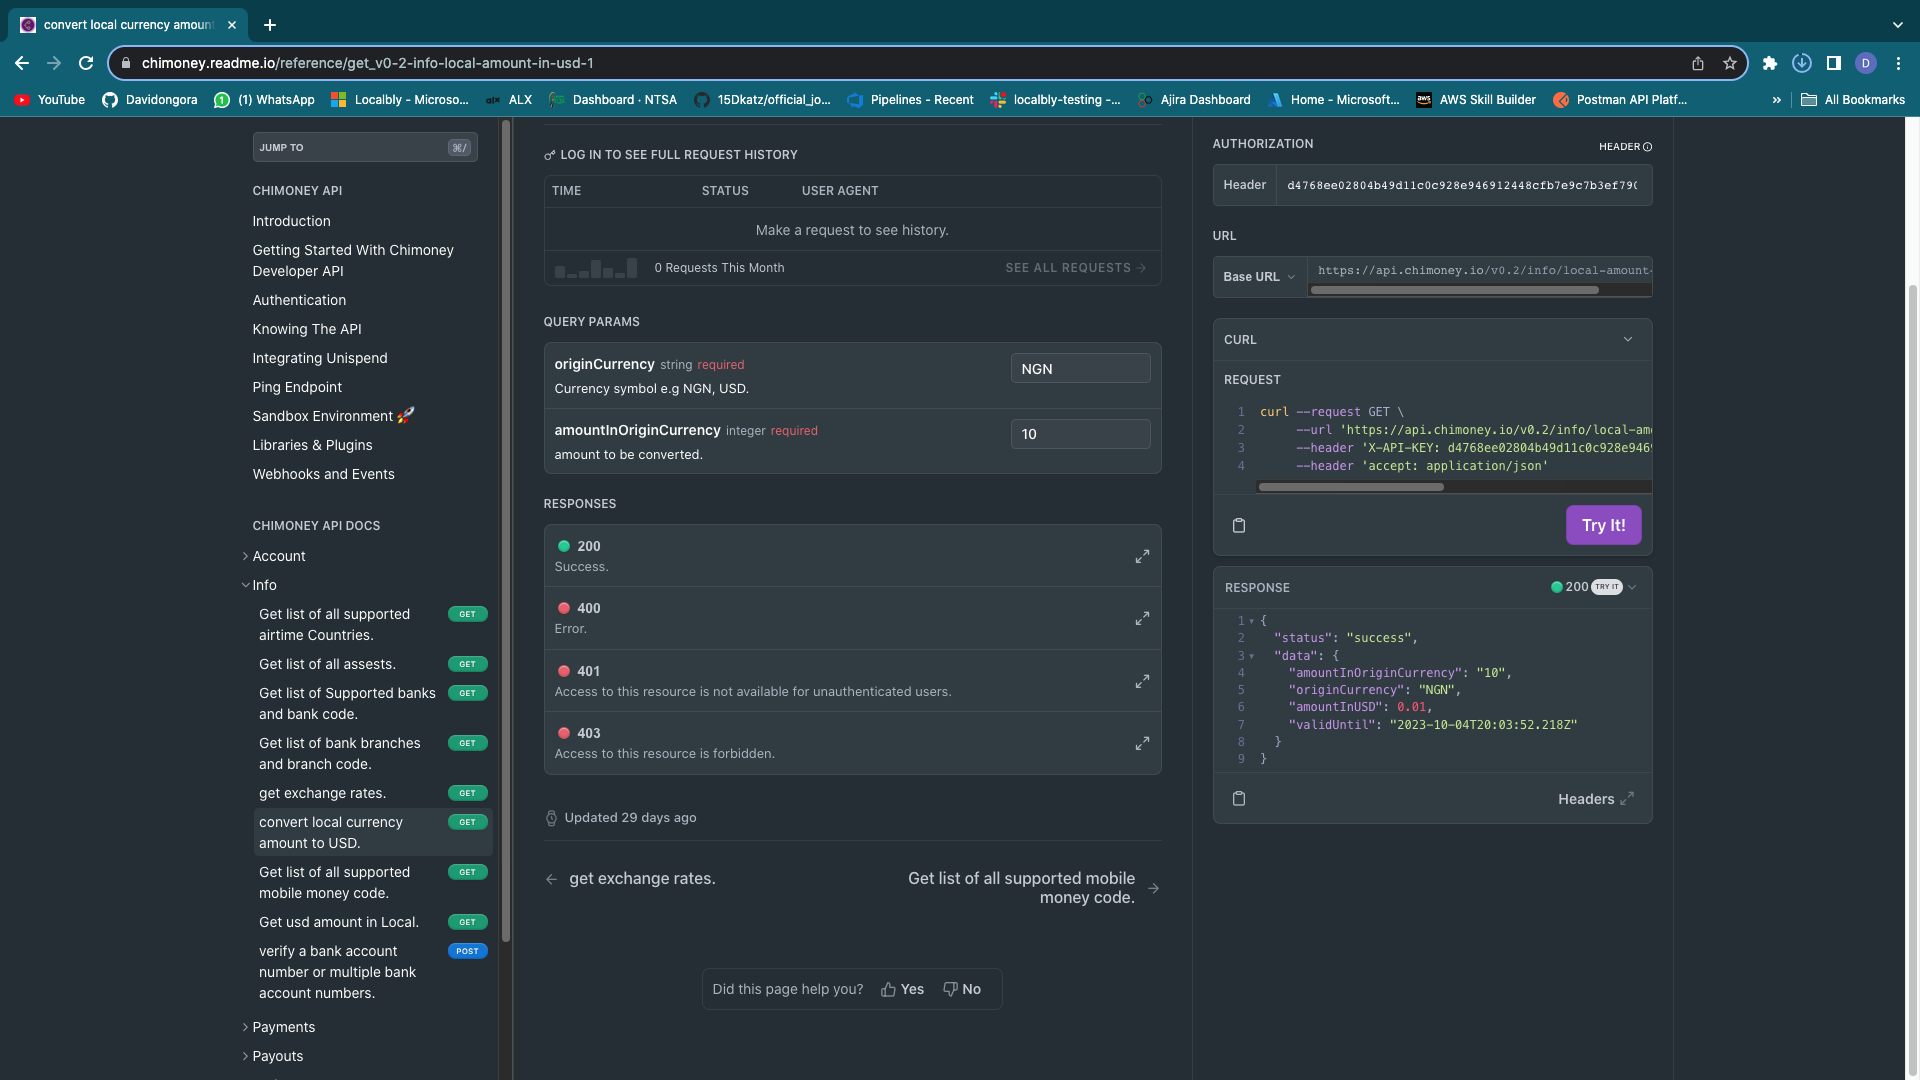 convert local currency amoun
chimoney.readme.io/reference/get_v0-2-info-local-amount-in-usd-1
D
YouTube
Davidongora
(1) WhatsApp
Localbly - Microso...
ALX
Dashboard · NTSA
15Dkatz/official_jo...
Pipelines - Recent
localbly-testing -...
Ajira Dashboard
Home - Microsoft...
AWS Skill Builder
Postman API Platf...
»
All Bookmarks
JUMP TO
⌘/
CHIMONEY API
Introduction
Getting Started With Chimoney
Developer API
Authentication
Knowing The API
Integrating Unispend
Ping Endpoint
Sandbox Environment 🚀
Libraries & Plugins
Webhooks and Events
CHIMONEY API DOCS
Account
Info
Get list of all supported GET
airtime Countries.
Get list of all assests. GET
Get list of Supported banks GET
and bank code.
Get list of bank branches GET
and branch code.
get exchange rates. GET
convert local currency GET
amount to USD.
Get list of all supported GET
mobile money code.
Get usd amount in Local. GET
verify a bank account POST
number or multiple bank
account numbers.
Payments
Payouts
LOG IN TO SEE FULL REQUEST HISTORY
TIME STATUS USER AGENT
Make a request to see history.
0 Requests This Month SEE ALL REQUESTS →
QUERY PARAMS
originCurrency string required NGN
Currency symbol e.g NGN, USD.
amountInOriginCurrency integer required 10
amount to be converted.
RESPONSES
200
Success.
400
Error.
401
Access to this resource is not available for unauthenticated users.
403
Access to this resource is forbidden.
Updated 29 days ago
← get exchange rates.
Get list of all supported mobile →
money code.
Did this page help you? Yes No
AUTHORIZATION HEADER
Header d4768ee02804b49d11c0c928e946912448cfb7e9c7b3ef790
URL
Base URL https://api.chimoney.io/v0.2/info/local-amount-
CURL
REQUEST
1 curl --request GET \
2 --url 'https://api.chimoney.io/v0.2/info/local-amo
3 --header 'X-API-KEY: d4768ee02804b49d11c0c928e9469
4 --header 'accept: application/json'
Try It!
RESPONSE 200 TRY IT
1 {
2 "status": "success",
3 "data": {
4 "amountInOriginCurrency": "10",
5 "originCurrency": "NGN",
6 "amountInUSD": 0.01,
7 "validUntil": "2023-10-04T20:03:52.218Z"
8 }
9 }
Headers